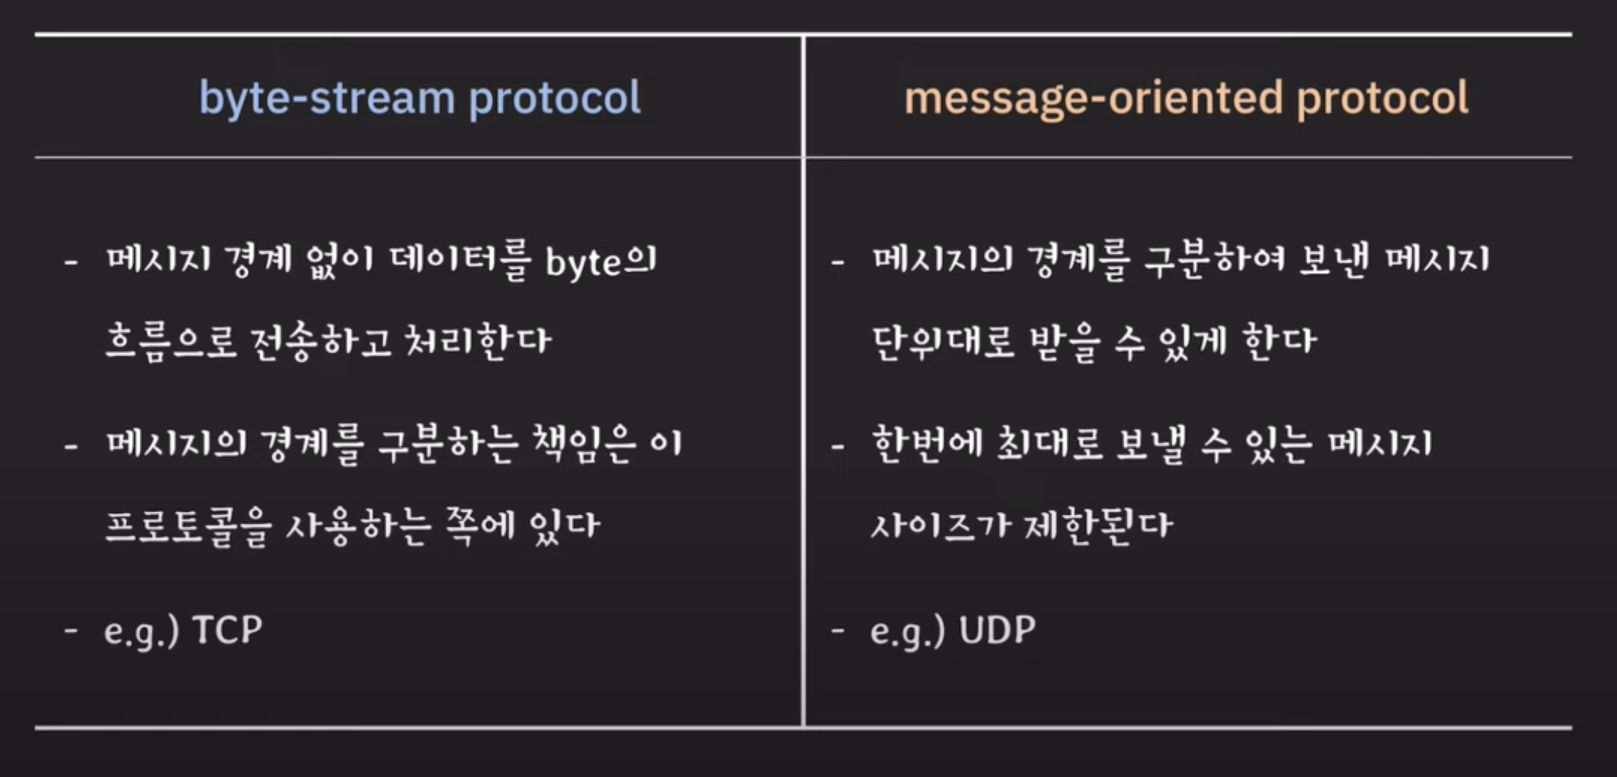 byte-stream protocol
message-oriented protocol
- 메시지 경계 없이 데이터를 byte의
흐름으로 전송하고 처리한다
- 메시지의 경계를 구분하는 책임은 이
프로토콜을 사용하는 쪽에 있다
- e.g.) TCP
- 메시지의 경계를 구분하여 보낸 메시지
단위대로 받을 수 있게 한다
- 한번에 최대로 보낼 수 있는 메시지
사이즈가 제한된다
- e.g.) UDP